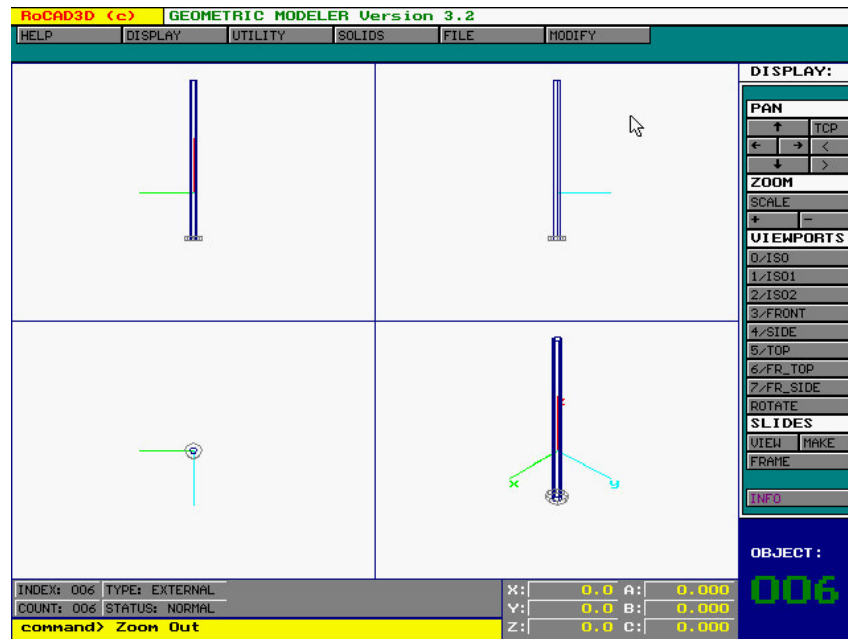 RoCAD3D (c) GEOMETRIC MODELER Version 3.2
HELP DISPLAY UTILITY SOLIDS FILE MODIFY
DISPLAY:
PAN
↑ TCP
← → <
↓ >
ZOOM
SCALE
+ -
VIEWPORTS
0/ISO
1/ISO1
2/ISO2
3/FRONT
4/SIDE
5/TOP
6/FR_TOP
7/FR_SIDE
ROTATE
SLIDES
VIEW MAKE
FRAME
INFO
z
x y
OBJECT:
006
INDEX: 006 TYPE: EXTERNAL
COUNT: 006 STATUS: NORMAL
command> Zoom Out
X: 0.0 A: 0.000
Y: 0.0 B: 0.000
Z: 0.0 C: 0.000